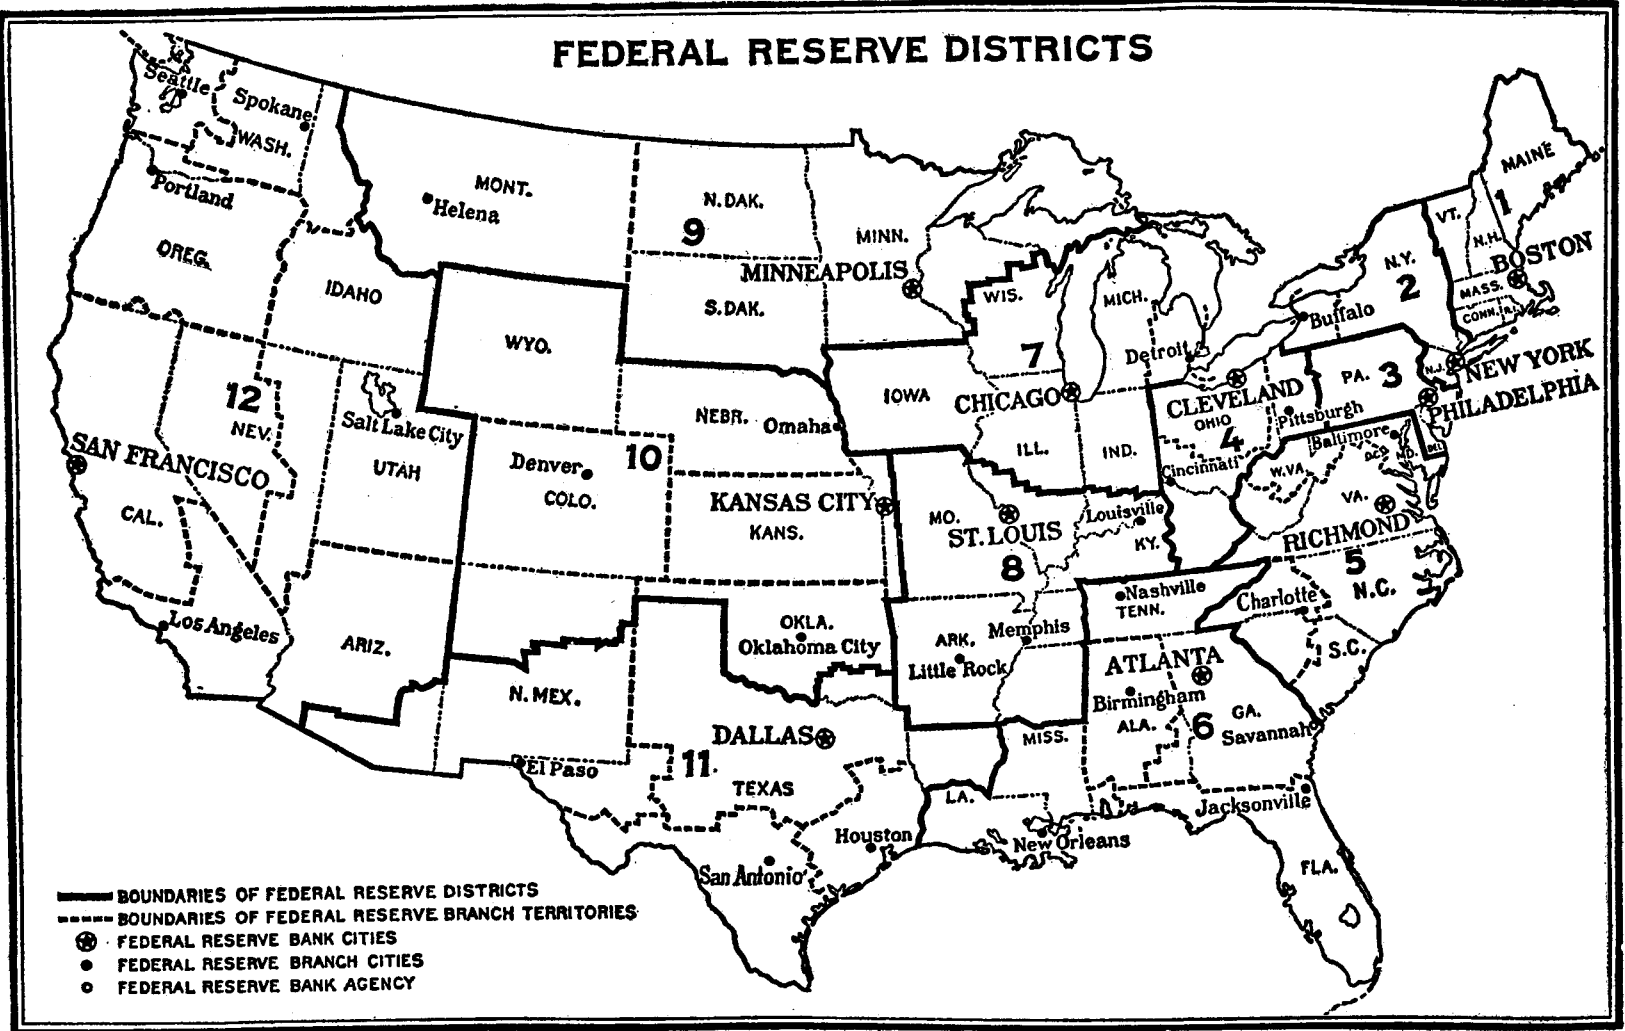 FEDERAL RESERVE DISTRICTS
Seattle
Spokane
WASH.
Portland
OREG.
IDAHO
MONT.
Helena
N. DAK.
9
MINN.
MINNEAPOLIS
S. DAK.
WYO.
WIS.
MICH.
7
Detroit
IOWA
CHICAGO
ILL.
IND.
MAINE
VT.
N.H.
1
BOSTON
MASS.
CONN.
R.I.
N.Y.
2
Buffalo
NEW YORK
N.J.
PA. 3
PHILADELPHIA
CLEVELAND
OHIO
4
Pittsburgh
Cincinnati
Baltimore
MD.
DEL.
W.VA.
VA.
RICHMOND
5
N.C.
Charlotte
S.C.
12
NEV.
SAN FRANCISCO
CAL.
Los Angeles
Salt Lake City
UTAH
ARIZ.
NEBR.
Omaha
10
Denver
COLO.
KANSAS CITY
KANS.
MO.
ST. LOUIS
8
Louisville
KY.
Nashville
TENN.
Memphis
ARK.
Little Rock
OKLA.
Oklahoma City
N. MEX.
El Paso
DALLAS
11
TEXAS
Houston
San Antonio
LA.
New Orleans
MISS.
ATLANTA
Birmingham
ALA.
6
GA.
Savannah
Jacksonville
FLA.
BOUNDARIES OF FEDERAL RESERVE DISTRICTS
BOUNDARIES OF FEDERAL RESERVE BRANCH TERRITORIES
FEDERAL RESERVE BANK CITIES
FEDERAL RESERVE BRANCH CITIES
FEDERAL RESERVE BANK AGENCY